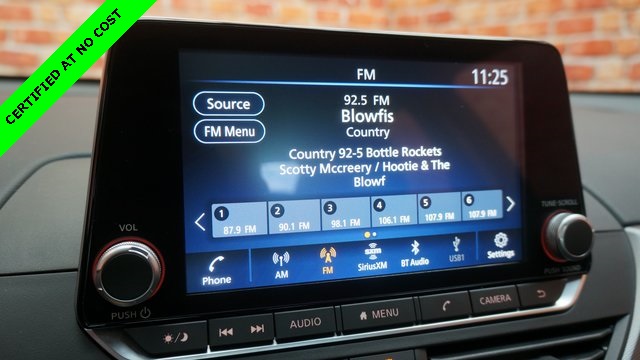 CERTIFIED AT NO COST
FM
11:25
Source
FM Menu
92.5 FM
Blowfis
Country
Country 92-5 Bottle Rockets
Scotty Mccreery / Hootie & The
Blowf
1
87.9 FM
2
90.1 FM
3
98.1 FM
4
106.1 FM
5
107.9 FM
6
107.9 FM
Phone
AM
FM
SXM
SiriusXM
BT Audio
USB1
Settings
VOL
PUSH
TUNE·SCROLL
PUSH SOUND
AUDIO
MENU
CAMERA